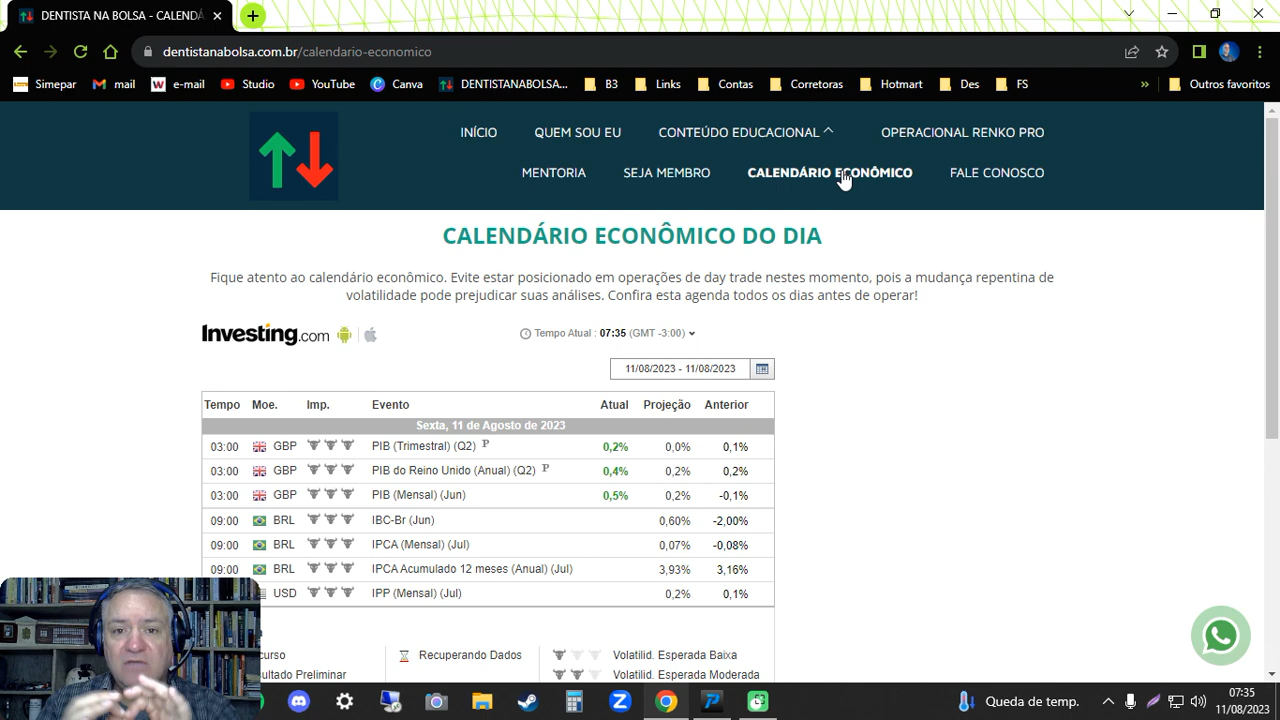 DENTISTA NA BOLSA - CALENDÁ
dentistanabolsa.com.br/calendario-economico
Simepar mail e-mail Studio YouTube Canva DENTISTANABOLSA... B3 Links Contas Corretoras Hotmart Des FS » Outros favoritos
INÍCIO QUEM SOU EU CONTEÚDO EDUCACIONAL OPERACIONAL RENKO PRO
MENTORIA SEJA MEMBRO CALENDÁRIO ECONÔMICO FALE CONOSCO
CALENDÁRIO ECONÔMICO DO DIA
Fique atento ao calendário econômico. Evite estar posicionado em operações de day trade nestes momento, pois a mudança repentina de
volatilidade pode prejudicar suas análises. Confira esta agenda todos os dias antes de operar!
Investing.com Tempo Atual : 07:35 (GMT -3:00)
11/08/2023 - 11/08/2023
Tempo Moe. Imp. Evento Atual Projeção Anterior
Sexta, 11 de Agosto de 2023
03:00 GBP PIB (Trimestral) (Q2) P 0,2% 0,0% 0,1%
03:00 GBP PIB do Reino Unido (Anual) (Q2) P 0,4% 0,2% 0,2%
03:00 GBP PIB (Mensal) (Jun) 0,5% 0,2% -0,1%
09:00 BRL IBC-Br (Jun) 0,60% -2,00%
09:00 BRL IPCA (Mensal) (Jul) 0,07% -0,08%
09:00 BRL IPCA Acumulado 12 meses (Anual) (Jul) 3,93% 3,16%
USD IPP (Mensal) (Jul) 0,2% 0,1%
curso Recuperando Dados Volatilid. Esperada Baixa
sultado Preliminar Volatilid. Esperada Moderada
Queda de temp. 07:35
11/08/2023